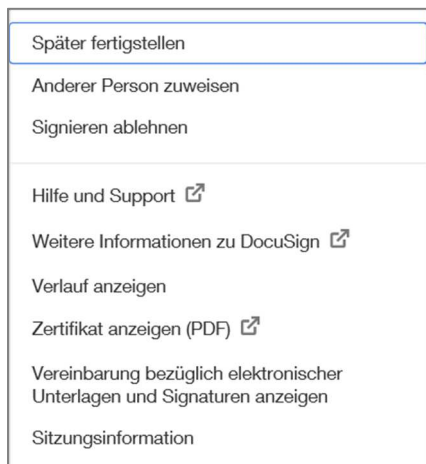 Später fertigstellen
Anderer Person zuweisen
Signieren ablehnen
Hilfe und Support
Weitere Informationen zu DocuSign
Verlauf anzeigen
Zertifikat anzeigen (PDF)
Vereinbarung bezüglich elektronischer
Unterlagen und Signaturen anzeigen
Sitzungsinformation